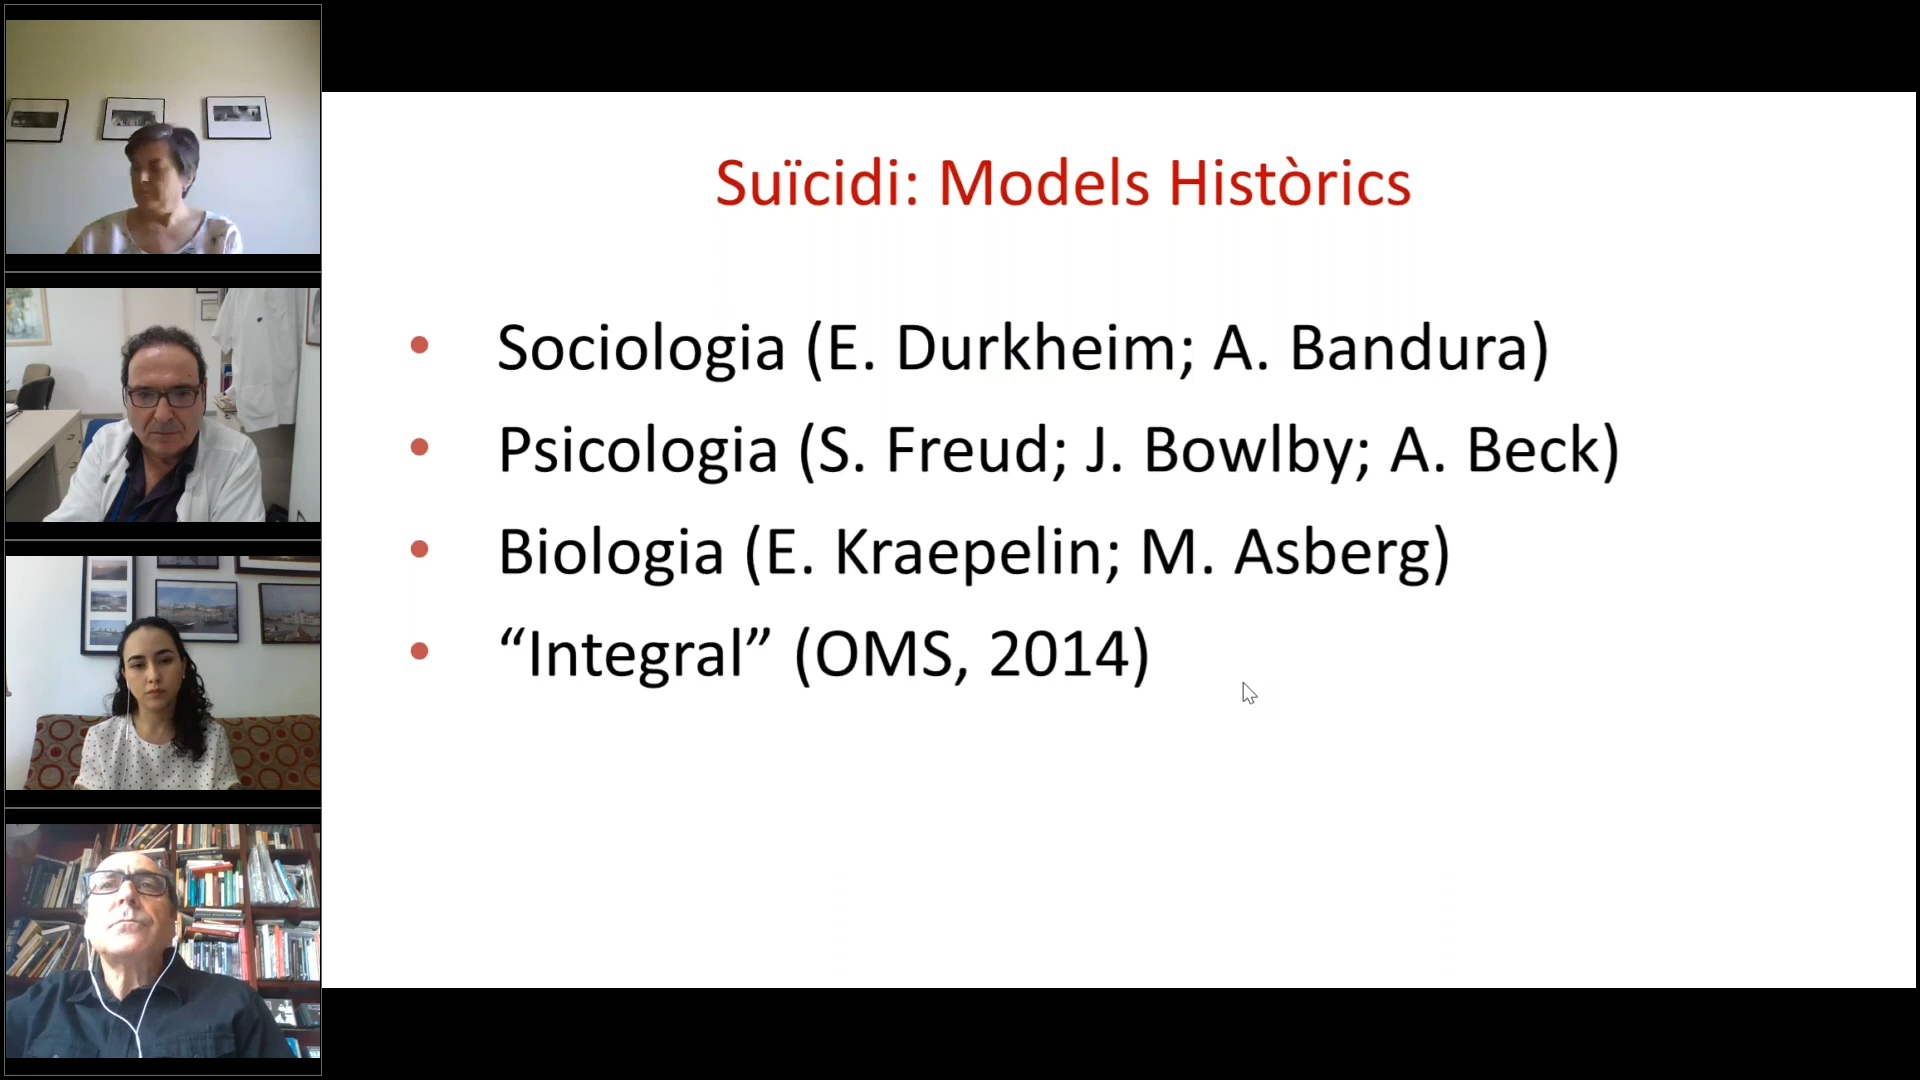 Suïcidi: Models Històrics
• Sociologia (E. Durkheim; A. Bandura)
• Psicologia (S. Freud; J. Bowlby; A. Beck)
• Biologia (E. Kraepelin; M. Asberg)
• “Integral” (OMS, 2014)